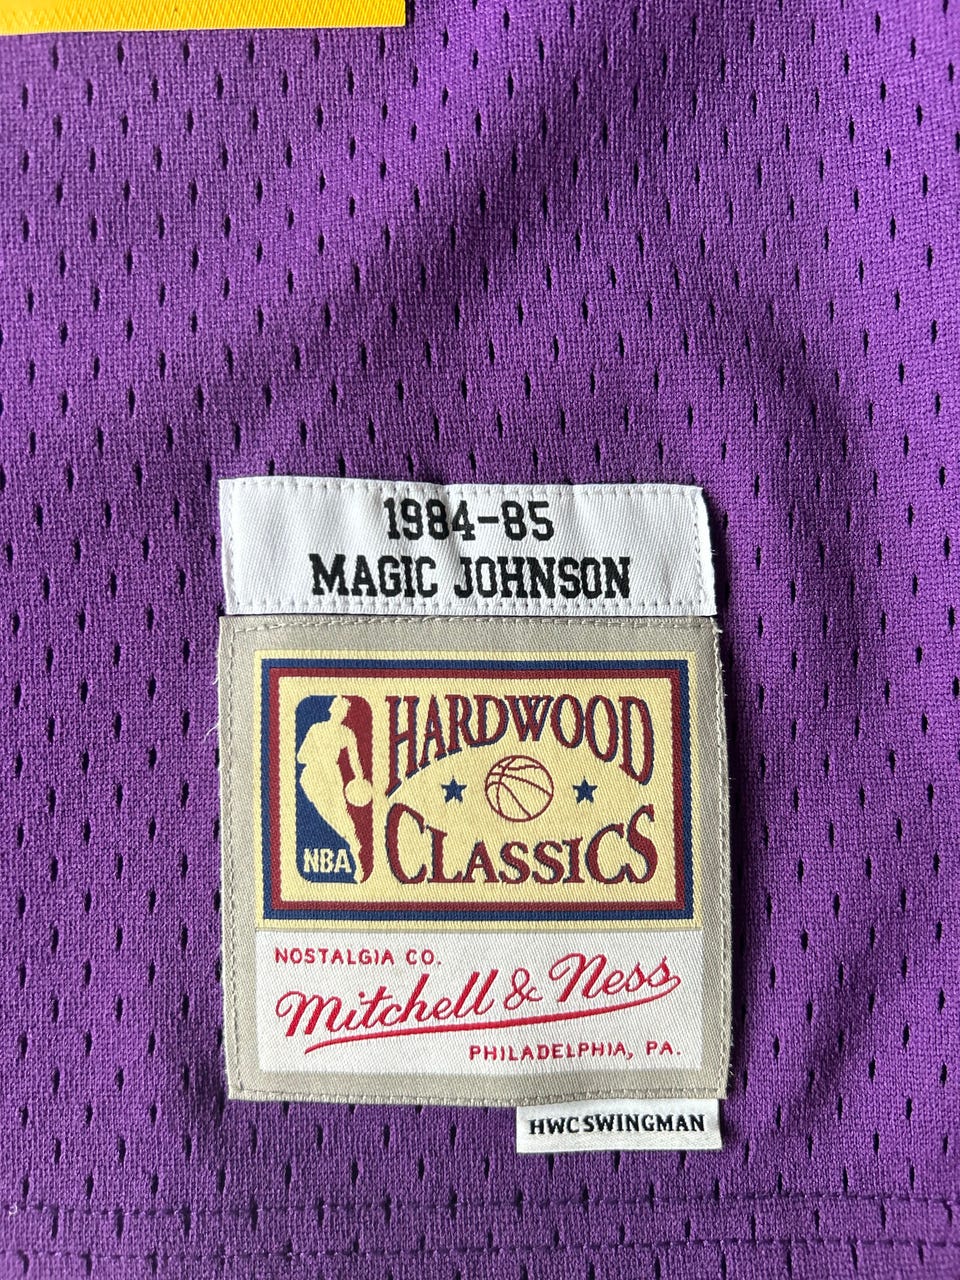 1984-85
MAGIC JOHNSON
HARDWOOD
NBA
CLASSICS
NOSTALGIA CO.
Mitchell & Ness
PHILADELPHIA, PA.
HWC SWINGMAN